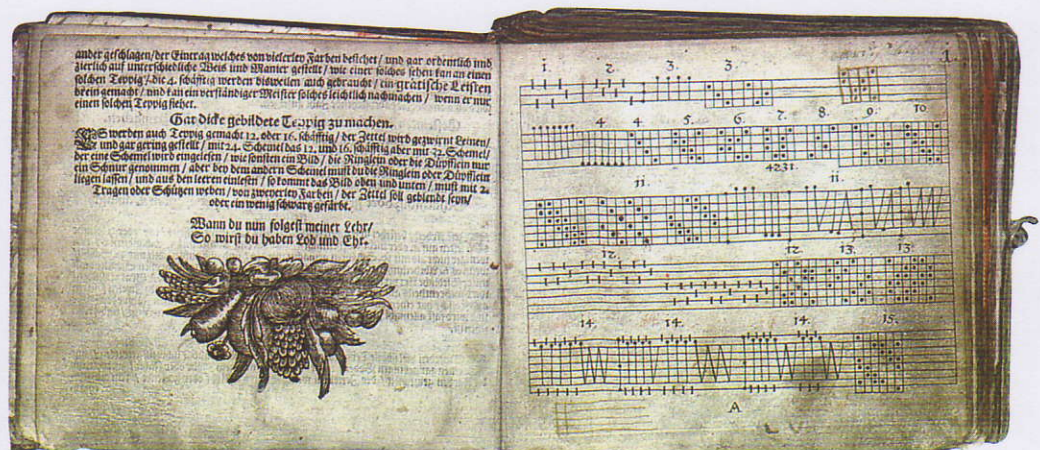 ander geschlagen/der Eintrag welches von vielerley Farben bestehet/ und gar ordentlich und
zierlich auf unterschiedliche Weis und Manier gestellt/ wie einer solches sehen kan an einen
solchen Teppig/ die 4. schäfftig werden bisweilen auch gebraucht/ ein grätische Leisten
drein gemacht/ und kan ein verständiger Meister solches leichtlich nachmachen/ wenn er nur
einen solchen Teppig siehet.
Gar dicke gebildete Teppig zu machen.
ES werden auch Teppig gemacht 12. oder 16. schäfftig/ der Zettel wird gezwirnt Leinen/
und gar gering gestellt/ mit 24. Schemel das 12. und 16. schäfftig aber mit 32. Schemel/
der eine Schemel wird eingelesen/ wie sonsten ein Bild/ die Ringlein oder die Düpfflein nur
ein Schnur genommen/ aber bey dem andern Schemel must du die Ringlein oder Düpfflein
liegen lassen/ und aus den leeren einlesen/ so kommt das Bild oben und unten/ must mit 2.
Tragen oder Schützen weben/ von zweyerley Farben/ der Zettel soll geblendt seyn/
oder ein wenig schwartz gefärbt.
Wann du nun folgest meiner Lehr/
So wirst du haben Lob und Ehr.
1.
1. 2. 3. 3.
4 4. 5. 6. 7. 8. 9. 10
4231.
11. 11.
12. 12. 13. 13.
14. 14. 14. 15.
A